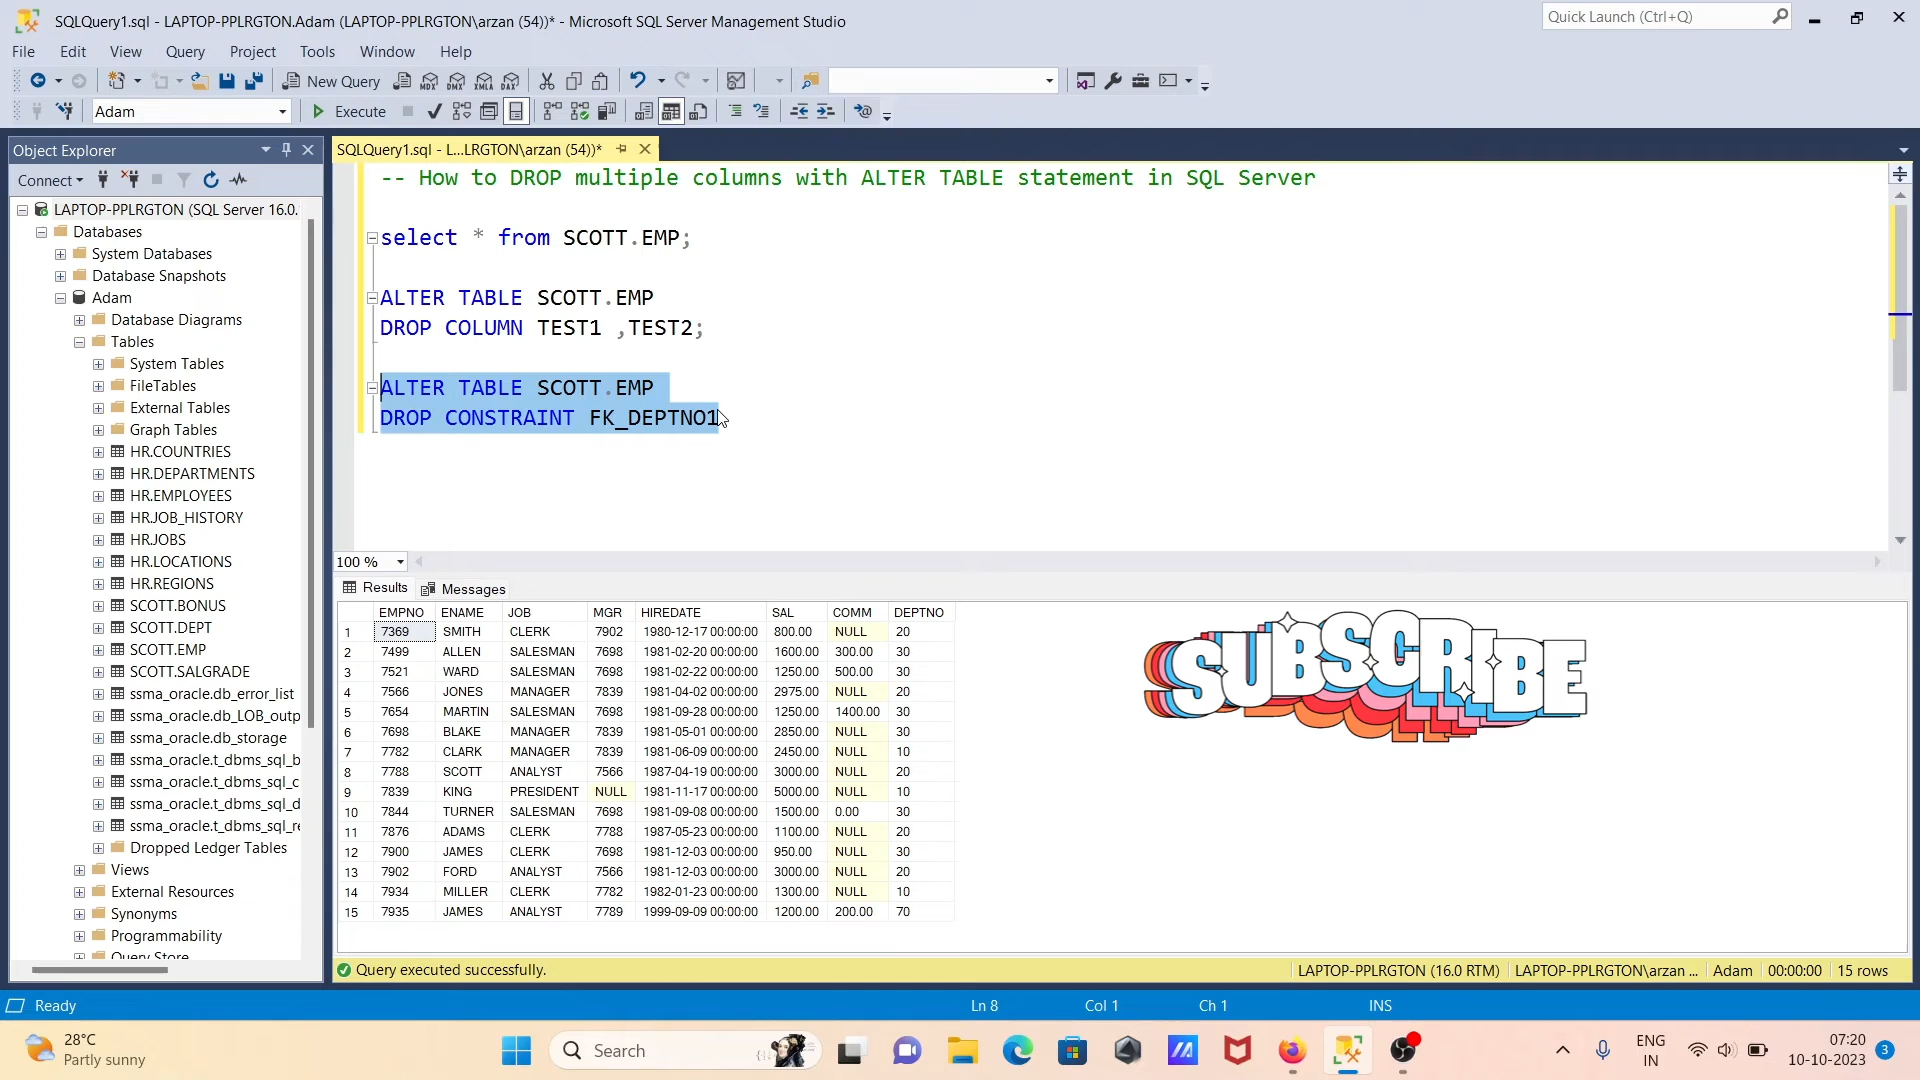 SQLQuery1.sql - LAPTOP-PPLRGTON.Adam (LAPTOP-PPLRGTON\arzan (54))* - Microsoft SQL Server Management Studio
Quick Launch (Ctrl+Q)
File Edit View Query Project Tools Window Help
New Query MDX DMX XMLA DAX
Adam Execute
Object Explorer
SQLQuery1.sql - L...LRGTON\arzan (54))*
Connect
LAPTOP-PPLRGTON (SQL Server 16.0.
Databases
System Databases
Database Snapshots
Adam
Database Diagrams
Tables
System Tables
FileTables
External Tables
Graph Tables
HR.COUNTRIES
HR.DEPARTMENTS
HR.EMPLOYEES
HR.JOB_HISTORY
HR.JOBS
HR.LOCATIONS
HR.REGIONS
SCOTT.BONUS
SCOTT.DEPT
SCOTT.EMP
SCOTT.SALGRADE
ssma_oracle.db_error_list
ssma_oracle.db_LOB_outp
ssma_oracle.db_storage
ssma_oracle.t_dbms_sql_b
ssma_oracle.t_dbms_sql_c
ssma_oracle.t_dbms_sql_d
ssma_oracle.t_dbms_sql_re
Dropped Ledger Tables
Views
External Resources
Synonyms
Programmability
Query Store
-- How to DROP multiple columns with ALTER TABLE statement in SQL Server
select * from SCOTT.EMP;
ALTER TABLE SCOTT.EMP
DROP COLUMN TEST1 ,TEST2;
ALTER TABLE SCOTT.EMP
DROP CONSTRAINT FK_DEPTNO1
100 %
Results Messages
EMPNO ENAME JOB MGR HIREDATE SAL COMM DEPTNO
1 7369 SMITH CLERK 7902 1980-12-17 00:00:00 800.00 NULL 20
2 7499 ALLEN SALESMAN 7698 1981-02-20 00:00:00 1600.00 300.00 30
3 7521 WARD SALESMAN 7698 1981-02-22 00:00:00 1250.00 500.00 30
4 7566 JONES MANAGER 7839 1981-04-02 00:00:00 2975.00 NULL 20
5 7654 MARTIN SALESMAN 7698 1981-09-28 00:00:00 1250.00 1400.00 30
6 7698 BLAKE MANAGER 7839 1981-05-01 00:00:00 2850.00 NULL 30
7 7782 CLARK MANAGER 7839 1981-06-09 00:00:00 2450.00 NULL 10
8 7788 SCOTT ANALYST 7566 1987-04-19 00:00:00 3000.00 NULL 20
9 7839 KING PRESIDENT NULL 1981-11-17 00:00:00 5000.00 NULL 10
10 7844 TURNER SALESMAN 7698 1981-09-08 00:00:00 1500.00 0.00 30
11 7876 ADAMS CLERK 7788 1987-05-23 00:00:00 1100.00 NULL 20
12 7900 JAMES CLERK 7698 1981-12-03 00:00:00 950.00 NULL 30
13 7902 FORD ANALYST 7566 1981-12-03 00:00:00 3000.00 NULL 20
14 7934 MILLER CLERK 7782 1982-01-23 00:00:00 1300.00 NULL 10
15 7935 JAMES ANALYST 7789 1999-09-09 00:00:00 1200.00 200.00 70
SUBSCRIBE
Query executed successfully. LAPTOP-PPLRGTON (16.0 RTM) LAPTOP-PPLRGTON\arzan ... Adam 00:00:00 15 rows
Ready Ln 8 Col 1 Ch 1 INS
28°C
Partly sunny
Search
ENG
IN
07:20
10-10-2023
3